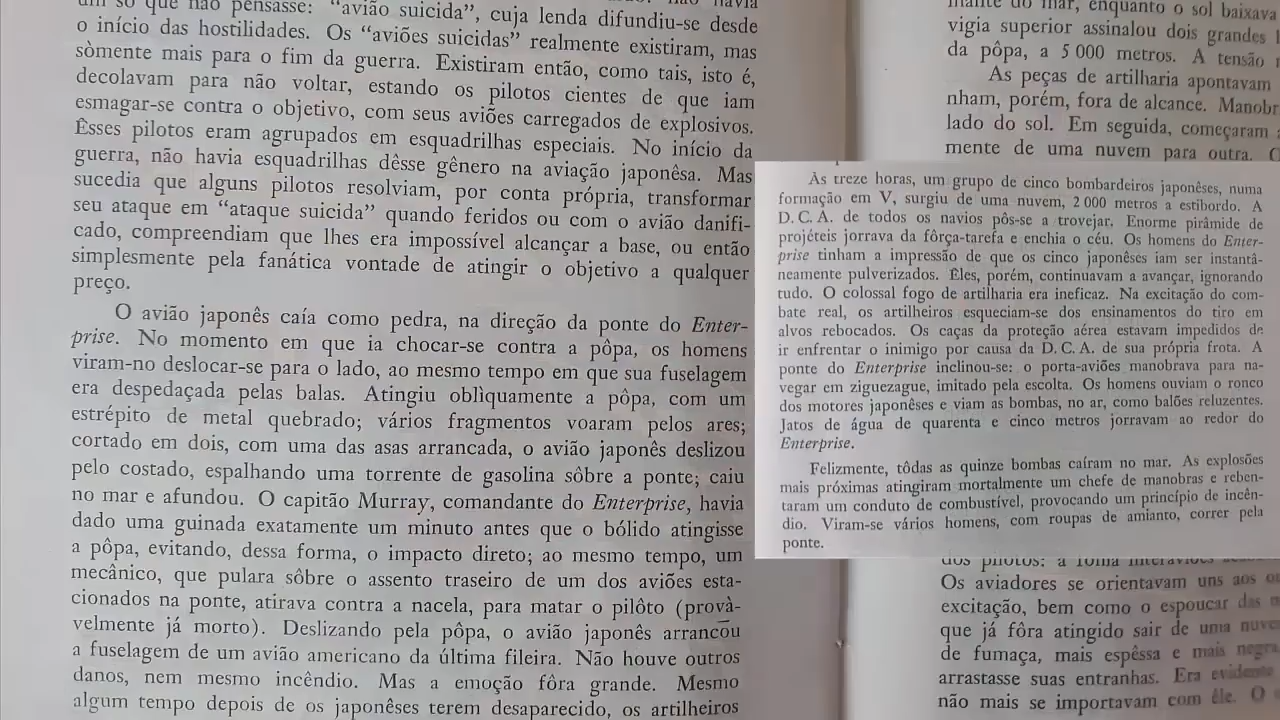 um só que não pensasse: "avião suicida", cuja lenda difundiu-se desde
o início das hostilidades. Os "aviões suicidas" realmente existiram, mas
sòmente mais para o fim da guerra. Existiram então, como tais, isto é,
decolavam para não voltar, estando os pilotos cientes de que iam
esmagar-se contra o objetivo, com seus aviões carregados de explosivos.
Êsses pilotos eram agrupados em esquadrilhas especiais. No início da
guerra, não havia esquadrilhas dêsse gênero na aviação japonêsa. Mas
sucedia que alguns pilotos resolviam, por conta própria, transformar
seu ataque em "ataque suicida" quando feridos ou com o avião danifi-
cado, compreendiam que lhes era impossível alcançar a base, ou então
simplesmente pela fanática vontade de atingir o objetivo a qualquer
preço.
O avião japonês caía como pedra, na direção da ponte do Enter-
prise. No momento em que ia chocar-se contra a pôpa, os homens
viram-no deslocar-se para o lado, ao mesmo tempo em que sua fuselagem
era despedaçada pelas balas. Atingiu oblìquamente a pôpa, com um
estrépito de metal quebrado; vários fragmentos voaram pelos ares;
cortado em dois, com uma das asas arrancada, o avião japonês deslizou
pelo costado, espalhando uma torrente de gasolina sôbre a ponte; caiu
no mar e afundou. O capitão Murray, comandante do Enterprise, havia
dado uma guinada exatamente um minuto antes que o bólido atingisse
a pôpa, evitando, dessa forma, o impacto direto; ao mesmo tempo, um
mecânico, que pulara sôbre o assento traseiro de um dos aviões esta-
cionados na ponte, atirava contra a nacela, para matar o pilôto (provà-
velmente já morto). Deslizando pela pôpa, o avião japonês arrancou
a fuselagem de um avião americano da última fileira. Não houve outros
danos, nem mesmo incêndio. Mas a emoção fôra grande. Mesmo
algum tempo depois de os japonêses terem desaparecido, os artilheiros
do mar, enquanto o sol baixava
vigia superior assinalou dois grandes
da pôpa, a 5 000 metros. A tensão
As peças de artilharia apontavam
nham, porém, fora de alcance. Manobr
lado do sol. Em seguida, começaram
mente de uma nuvem para outra.
Às treze horas, um grupo de cinco bombardeiros japonêses, numa
formação em V, surgiu de uma nuvem, 2 000 metros a estibordo. A
D. C. A. de todos os navios pôs-se a trovejar. Enorme pirâmide de
projéteis jorrava da fôrça-tarefa e enchia o céu. Os homens do Enter-
prise tinham a impressão de que os cinco japonêses iam ser instantâ-
neamente pulverizados. Êles, porém, continuavam a avançar, ignorando
tudo. O colossal fogo de artilharia era ineficaz. Na excitação do com-
bate real, os artilheiros esqueciam-se dos ensinamentos do tiro em
alvos rebocados. Os caças da proteção aérea estavam impedidos de
ir enfrentar o inimigo por causa da D. C. A. de sua própria frota. A
ponte do Enterprise inclinou-se: o porta-aviões manobrava para na-
vegar em ziguezague, imitado pela escolta. Os homens ouviam o ronco
dos motores japonêses e viam as bombas, no ar, como balões reluzentes.
Jatos de água de quarenta e cinco metros jorravam ao redor do
Enterprise.
Felizmente, tôdas as quinze bombas caíram no mar. As explosões
mais próximas atingiram mortalmente um chefe de manobras e reben-
taram um conduto de combustível, provocando um princípio de incên-
dio. Viram-se vários homens, com roupas de amianto, correr pela
ponte.
dos pilotos: a
Os aviadores se orientavam uns aos
excitação, bem como o espoucar das
que já fôra atingido sair de uma
de fumaça, mais espêssa e mais negra
arrastasse suas entranhas. Era evidente
não mais se importavam com êle. O